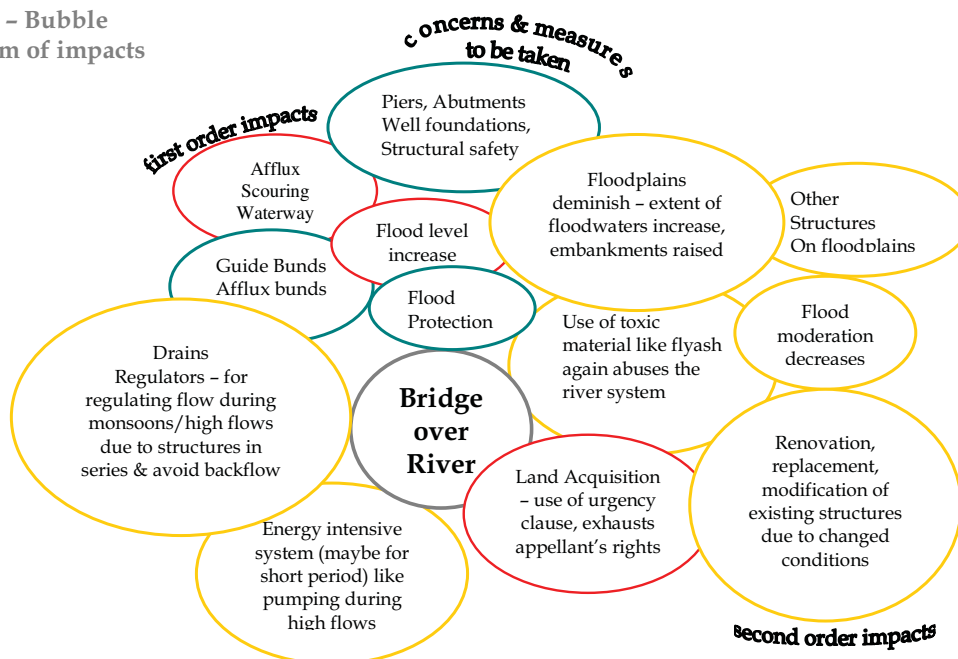 – Bubble
m of impacts
concerns & measures
to be taken
first order impacts
Piers, Abutments
Well foundations,
Structural safety
Afflux
Scouring
Waterway
Floodplains
deminish – extent of
floodwaters increase,
embankments raised
Other
Structures
On floodplains
Flood level
increase
Guide Bunds
Afflux bunds
Flood
Protection
Use of toxic
material like flyash
again abuses the
river system
Flood
moderation
decreases
Drains
Regulators – for
regulating flow during
monsoons/high flows
due to structures in
series & avoid backflow
Bridge
over
River
Land Acquisition
– use of urgency
clause, exhausts
appellant's rights
Renovation,
replacement,
modification of
existing structures
due to changed
conditions
Energy intensive
system (maybe for
short period) like
pumping during
high flows
second order impacts